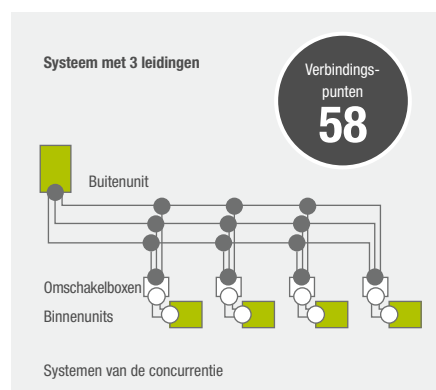 Systeem met 3 leidingen
Verbindings-
punten
58
Buitenunit
Omschakelboxen
Binnenunits
Systemen van de concurrentie